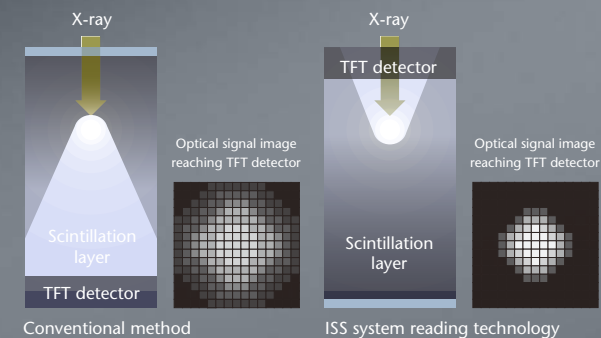 X-ray
Optical signal image
reaching TFT detector
Scintillation
layer
TFT detector
Conventional method
X-ray
TFT detector
Optical signal image
reaching TFT detector
Scintillation
layer
ISS system reading technology